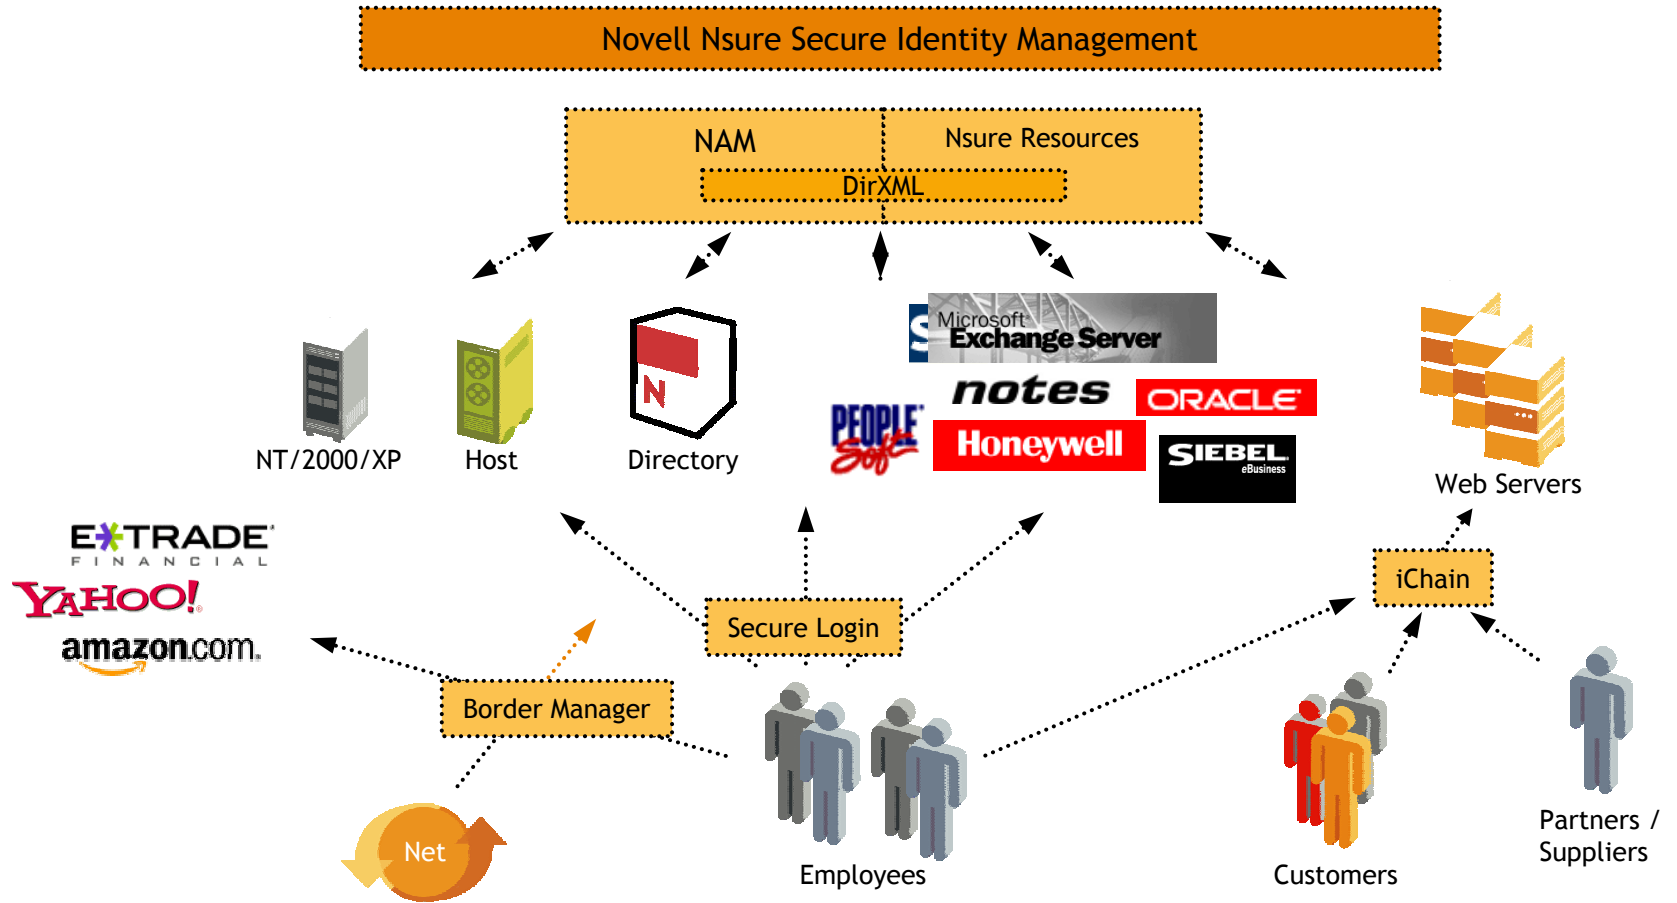 Novell Nsure Secure Identity Management
NAM
Nsure Resources
DirXML
Microsoft
Exchange Server
S
notes
ORACLE
PEOPLE
Soft
Honeywell
SIEBEL
eBusiness
N
NT/2000/XP
Host
Directory
Web Servers
E*TRADE
FINANCIAL
YAHOO!
amazon.com.
iChain
Secure Login
Border Manager
Net
Employees
Customers
Partners /
Suppliers